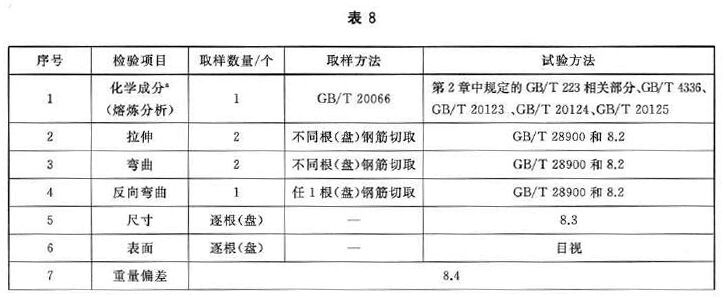 表 8
序号 检验项目 取样数量/个 取样方法 试验方法
1 化学成分ᵃ（熔炼分析） 1 GB/T 20066 第2章中规定的 GB/T 223 相关部分、GB/T 4336、
GB/T 20123 、GB/T 20124、GB/T 20125
2 拉伸 2 不同根(盘)钢筋切取 GB/T 28900 和 8.2
3 弯曲 2 不同根(盘)钢筋切取 GB/T 28900 和 8.2
4 反向弯曲 1 任1根(盘)钢筋切取 GB/T 28900 和 8.2
5 尺寸 逐根(盘) — 8.3
6 表面 逐根(盘) — 目视
7 重量偏差 8.4